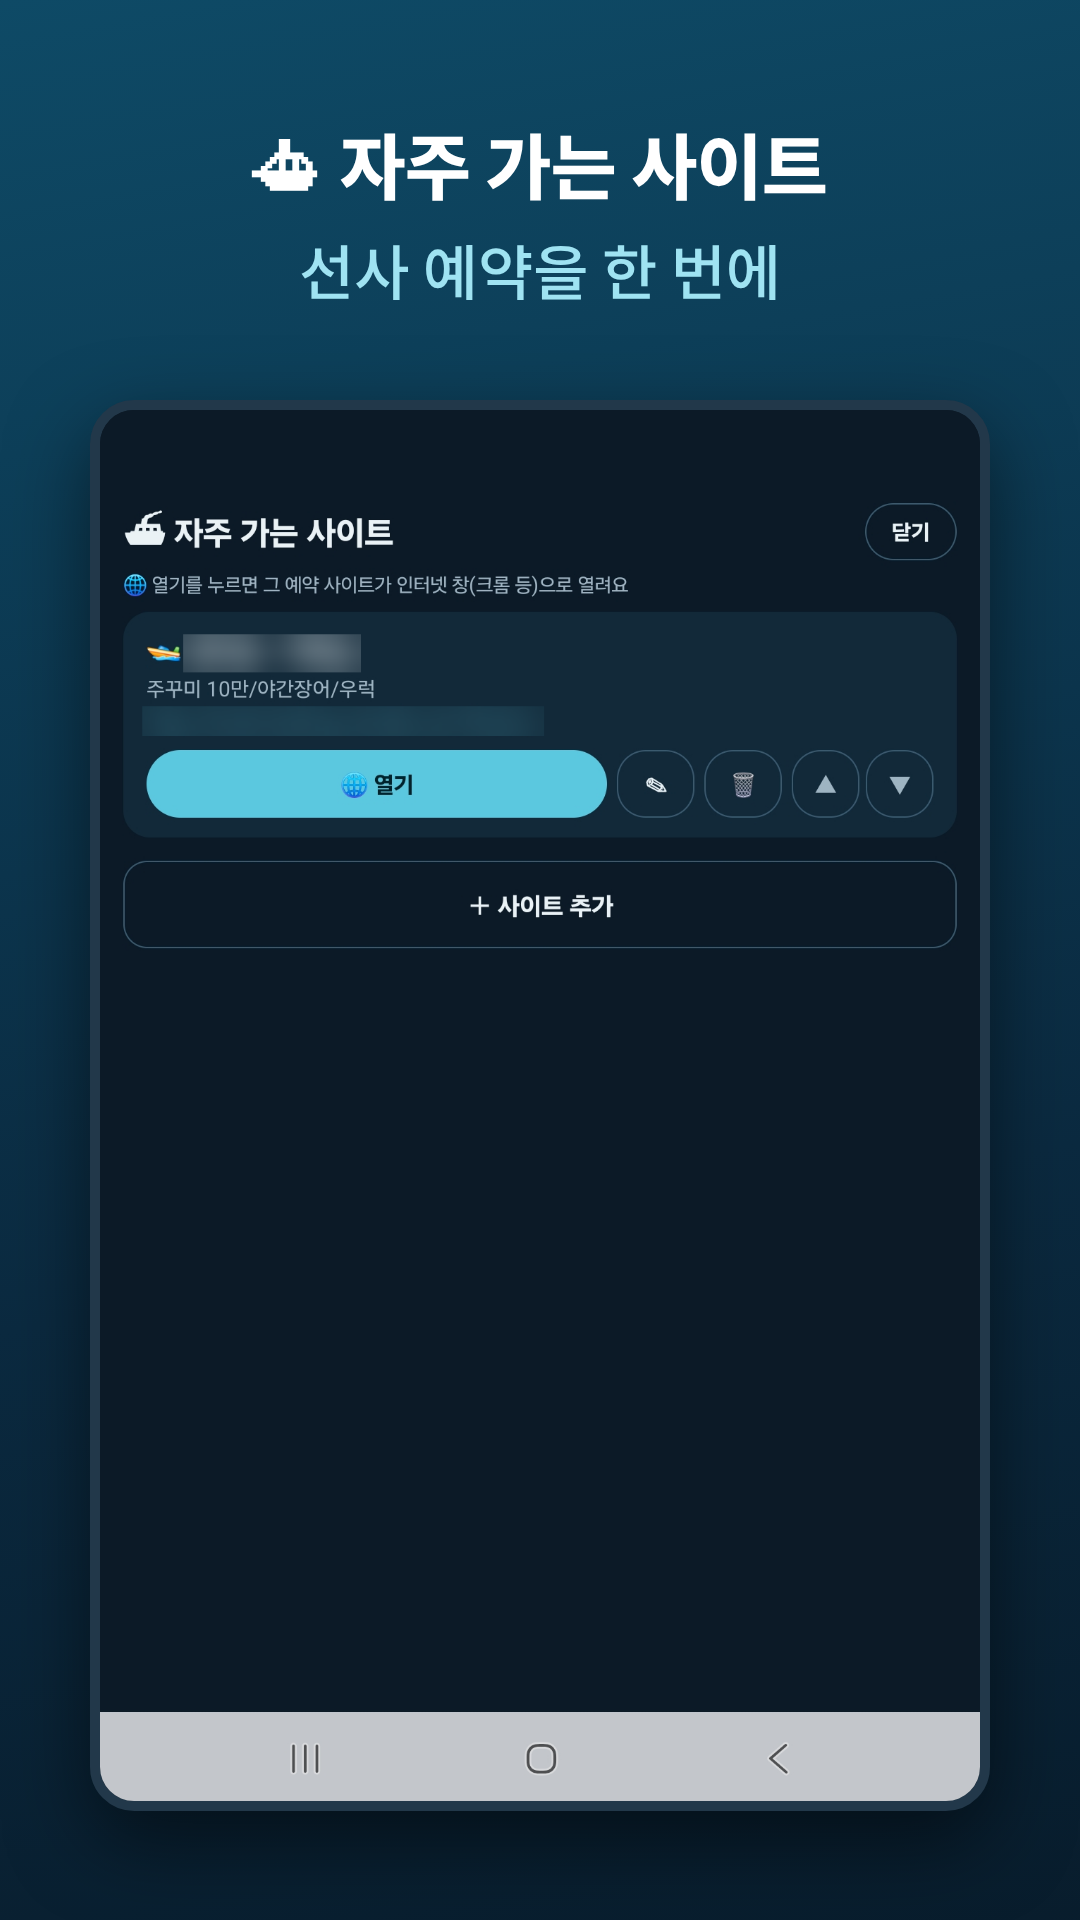 자주 가는 사이트
선사 예약을 한 번에
자주 가는 사이트
닫기
열기를 누르면 그 예약 사이트가 인터넷 창(크롬 등)으로 열려요
주꾸미 10만/야간장어/우럭
열기
+ 사이트 추가